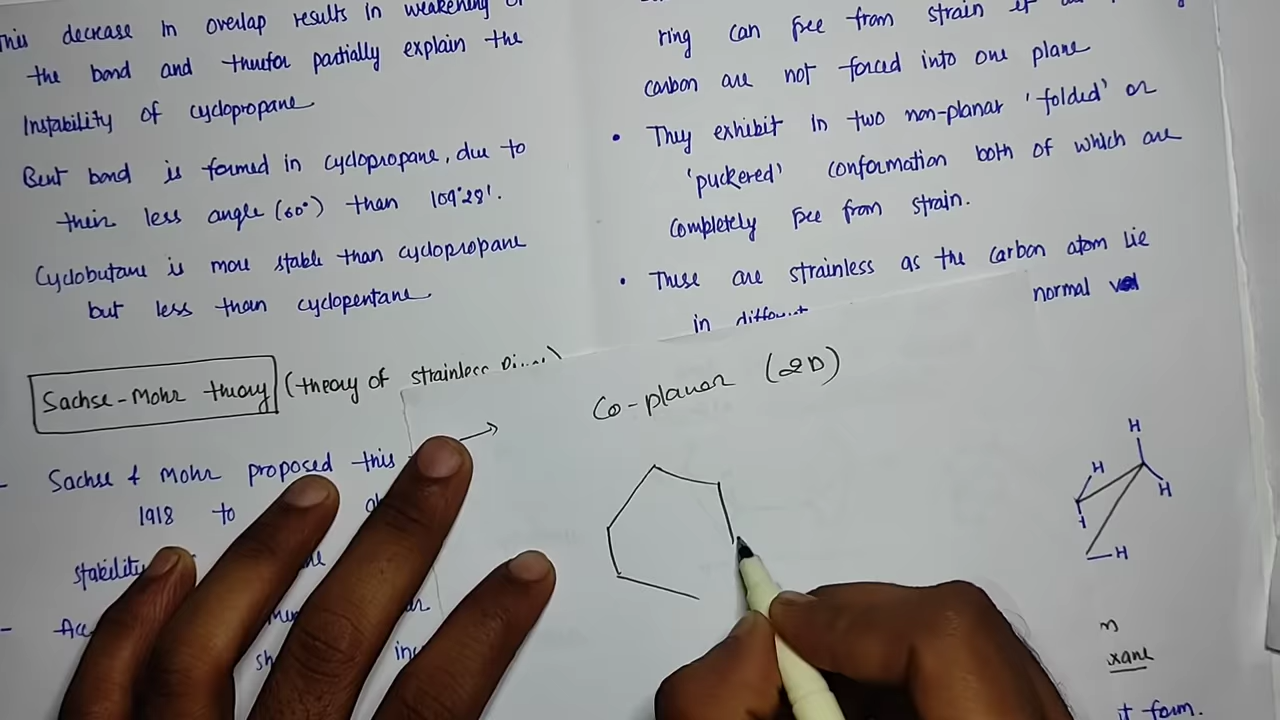 This decrease in overlap results in weakening
the bond and thuefor partially explain the
Instability of cyclopropane
Bent bond is formed in cyclopropane, due to
their less angle (60°) than 109°28'.
Cyclobutane is more stable than cyclopropane
but less than cyclopentane
Sachse-Mohr theory (theory of strainless
Sachse & Mohr proposed this
1918 to
stability
ring can free from strain if
carbon are not forced into one plane
• They exhibit in two non-planar 'folded' or
'puckered' conformation both of which are
completely free from strain.
• These are strainless as the carbon atom lie
in different normal
Co-planar (2D)
H
H
H
H
xane
form.